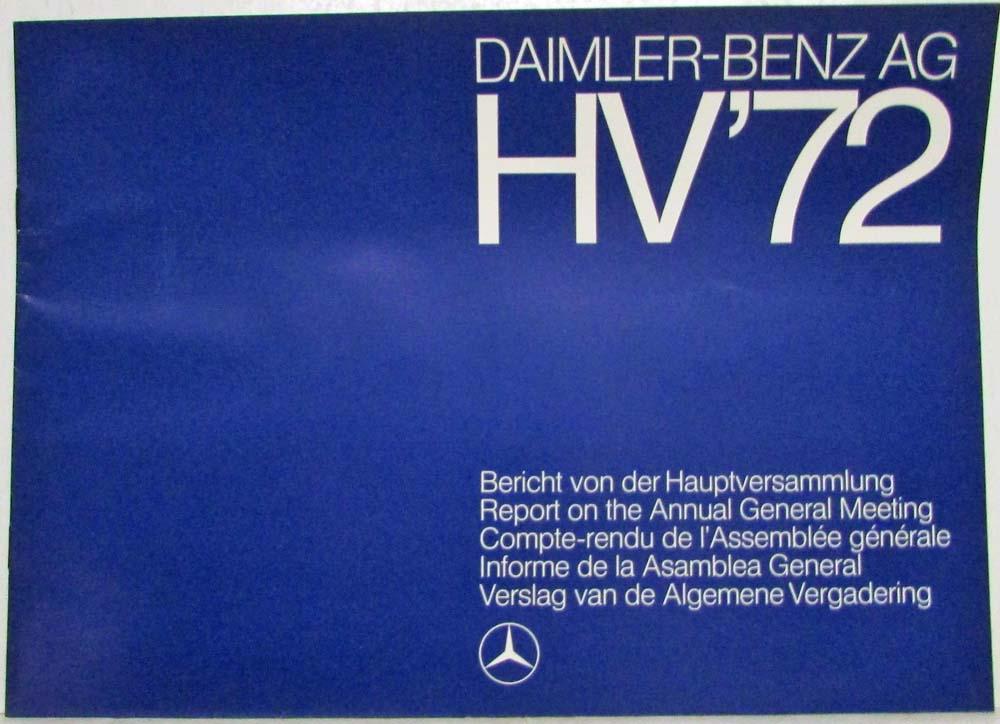 DAIMLER-BENZ AG
HV'72
Bericht von der Hauptversammlung
Report on the Annual General Meeting
Compte-rendu de l'Assemblée générale
Informe de la Asamblea General
Verslag van de Algemene Vergadering